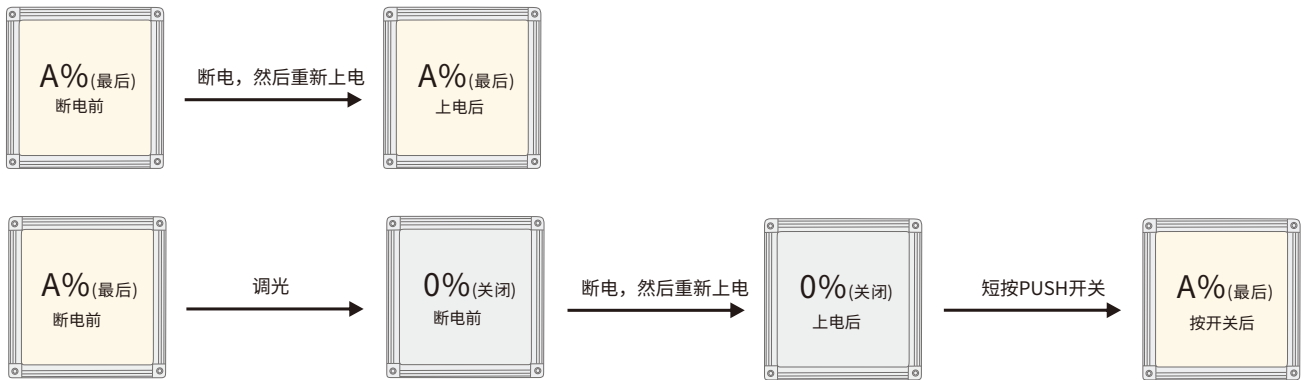 A%(最后)
断电前
断电，然后重新上电
A%(最后)
上电后
A%(最后)
断电前
调光
0%(关闭)
断电前
断电，然后重新上电
0%(关闭)
上电后
短按PUSH开关
A%(最后)
按开关后